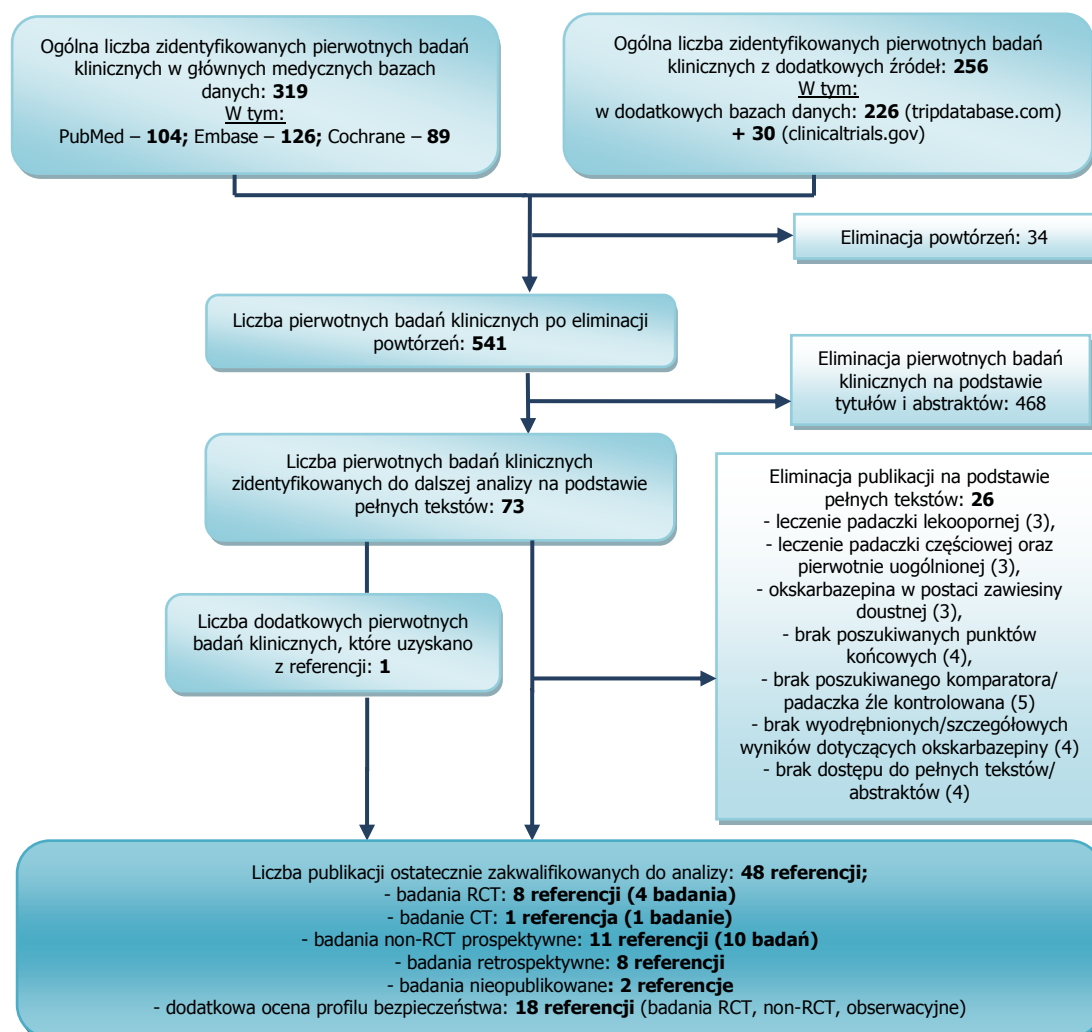 Ogólna liczba zidentyfikowanych pierwotnych badań
klinicznych w głównych medycznych bazach
danych: 319
W tym:
PubMed – 104; Embase – 126; Cochrane – 89
Ogólna liczba zidentyfikowanych pierwotnych badań
klinicznych z dodatkowych źródeł: 256
W tym:
w dodatkowych bazach danych: 226 (tripdatabase.com)
+ 30 (clinicaltrials.gov)
Eliminacja powtórzeń: 34
Liczba pierwotnych badań klinicznych po eliminacji
powtórzeń: 541
Eliminacja pierwotnych badań
klinicznych na podstawie
tytułów i abstraktów: 468
Liczba pierwotnych badań klinicznych
zidentyfikowanych do dalszej analizy na podstawie
pełnych tekstów: 73
Eliminacja publikacji na podstawie
pełnych tekstów: 26
- leczenie padaczki lekoopornej (3),
- leczenie padaczki częściowej oraz
pierwotnie uogólnionej (3),
- okskarbazepina w postaci zawiesiny
doustnej (3),
- brak poszukiwanych punktów
końcowych (4),
- brak poszukiwanego komparatora/
padaczka źle kontrolowana (5)
- brak wyodrębnionych/szczegółowych
wyników dotyczących okskarbazepiny (4)
- brak dostępu do pełnych tekstów/
abstraktów (4)
Liczba dodatkowych pierwotnych
badań klinicznych, które uzyskano
z referencji: 1
Liczba publikacji ostatecznie zakwalifikowanych do analizy: 48 referencji;
- badania RCT: 8 referencji (4 badania)
- badanie CT: 1 referencja (1 badanie)
- badania non-RCT prospektywne: 11 referencji (10 badań)
- badania retrospektywne: 8 referencji
- badania nieopublikowane: 2 referencje
- dodatkowa ocena profilu bezpieczeństwa: 18 referencji (badania RCT, non-RCT, obserwacyjne)